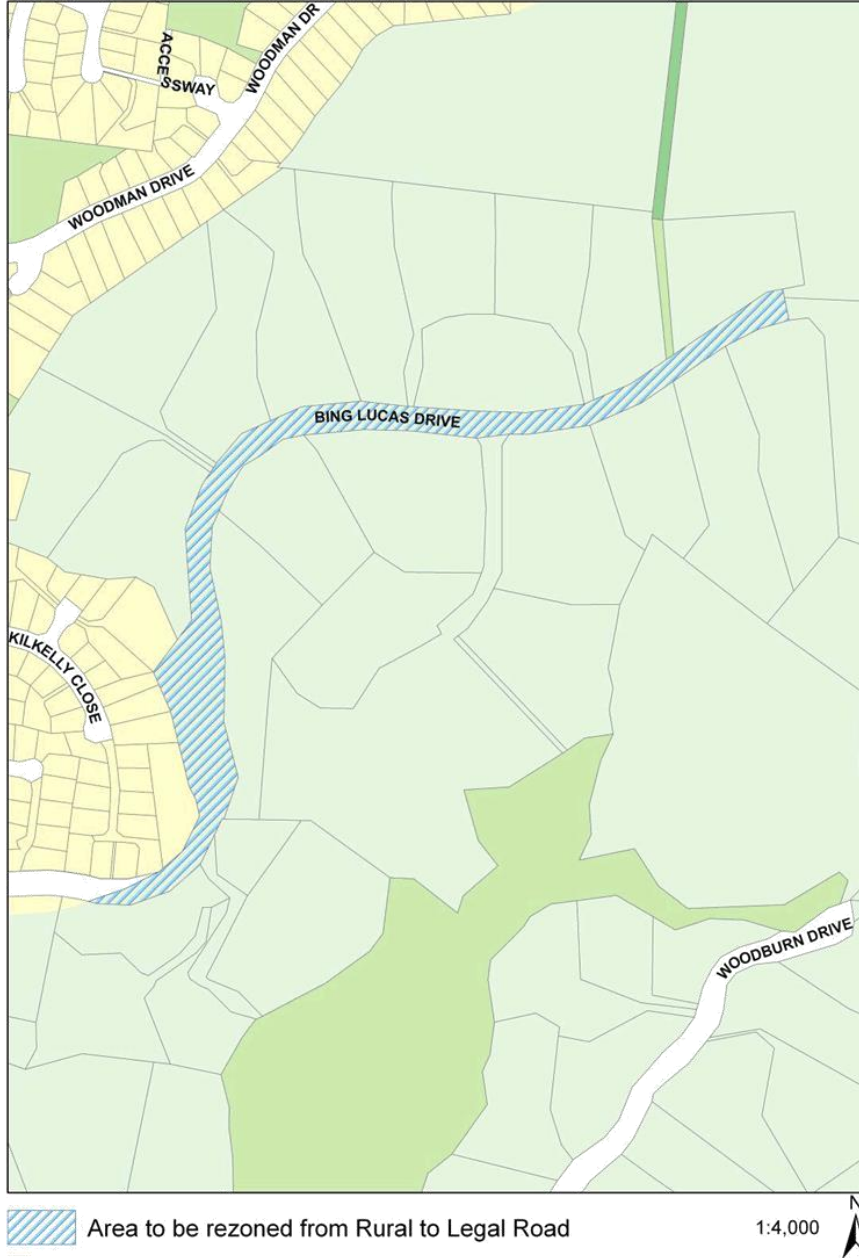 WOODMAN DR
ACCESSWAY
WOODMAN DRIVE
BING LUCAS DRIVE
KILKELLY CLOSE
WOODBURN DRIVE
Area to be rezoned from Rural to Legal Road
1:4,000
N